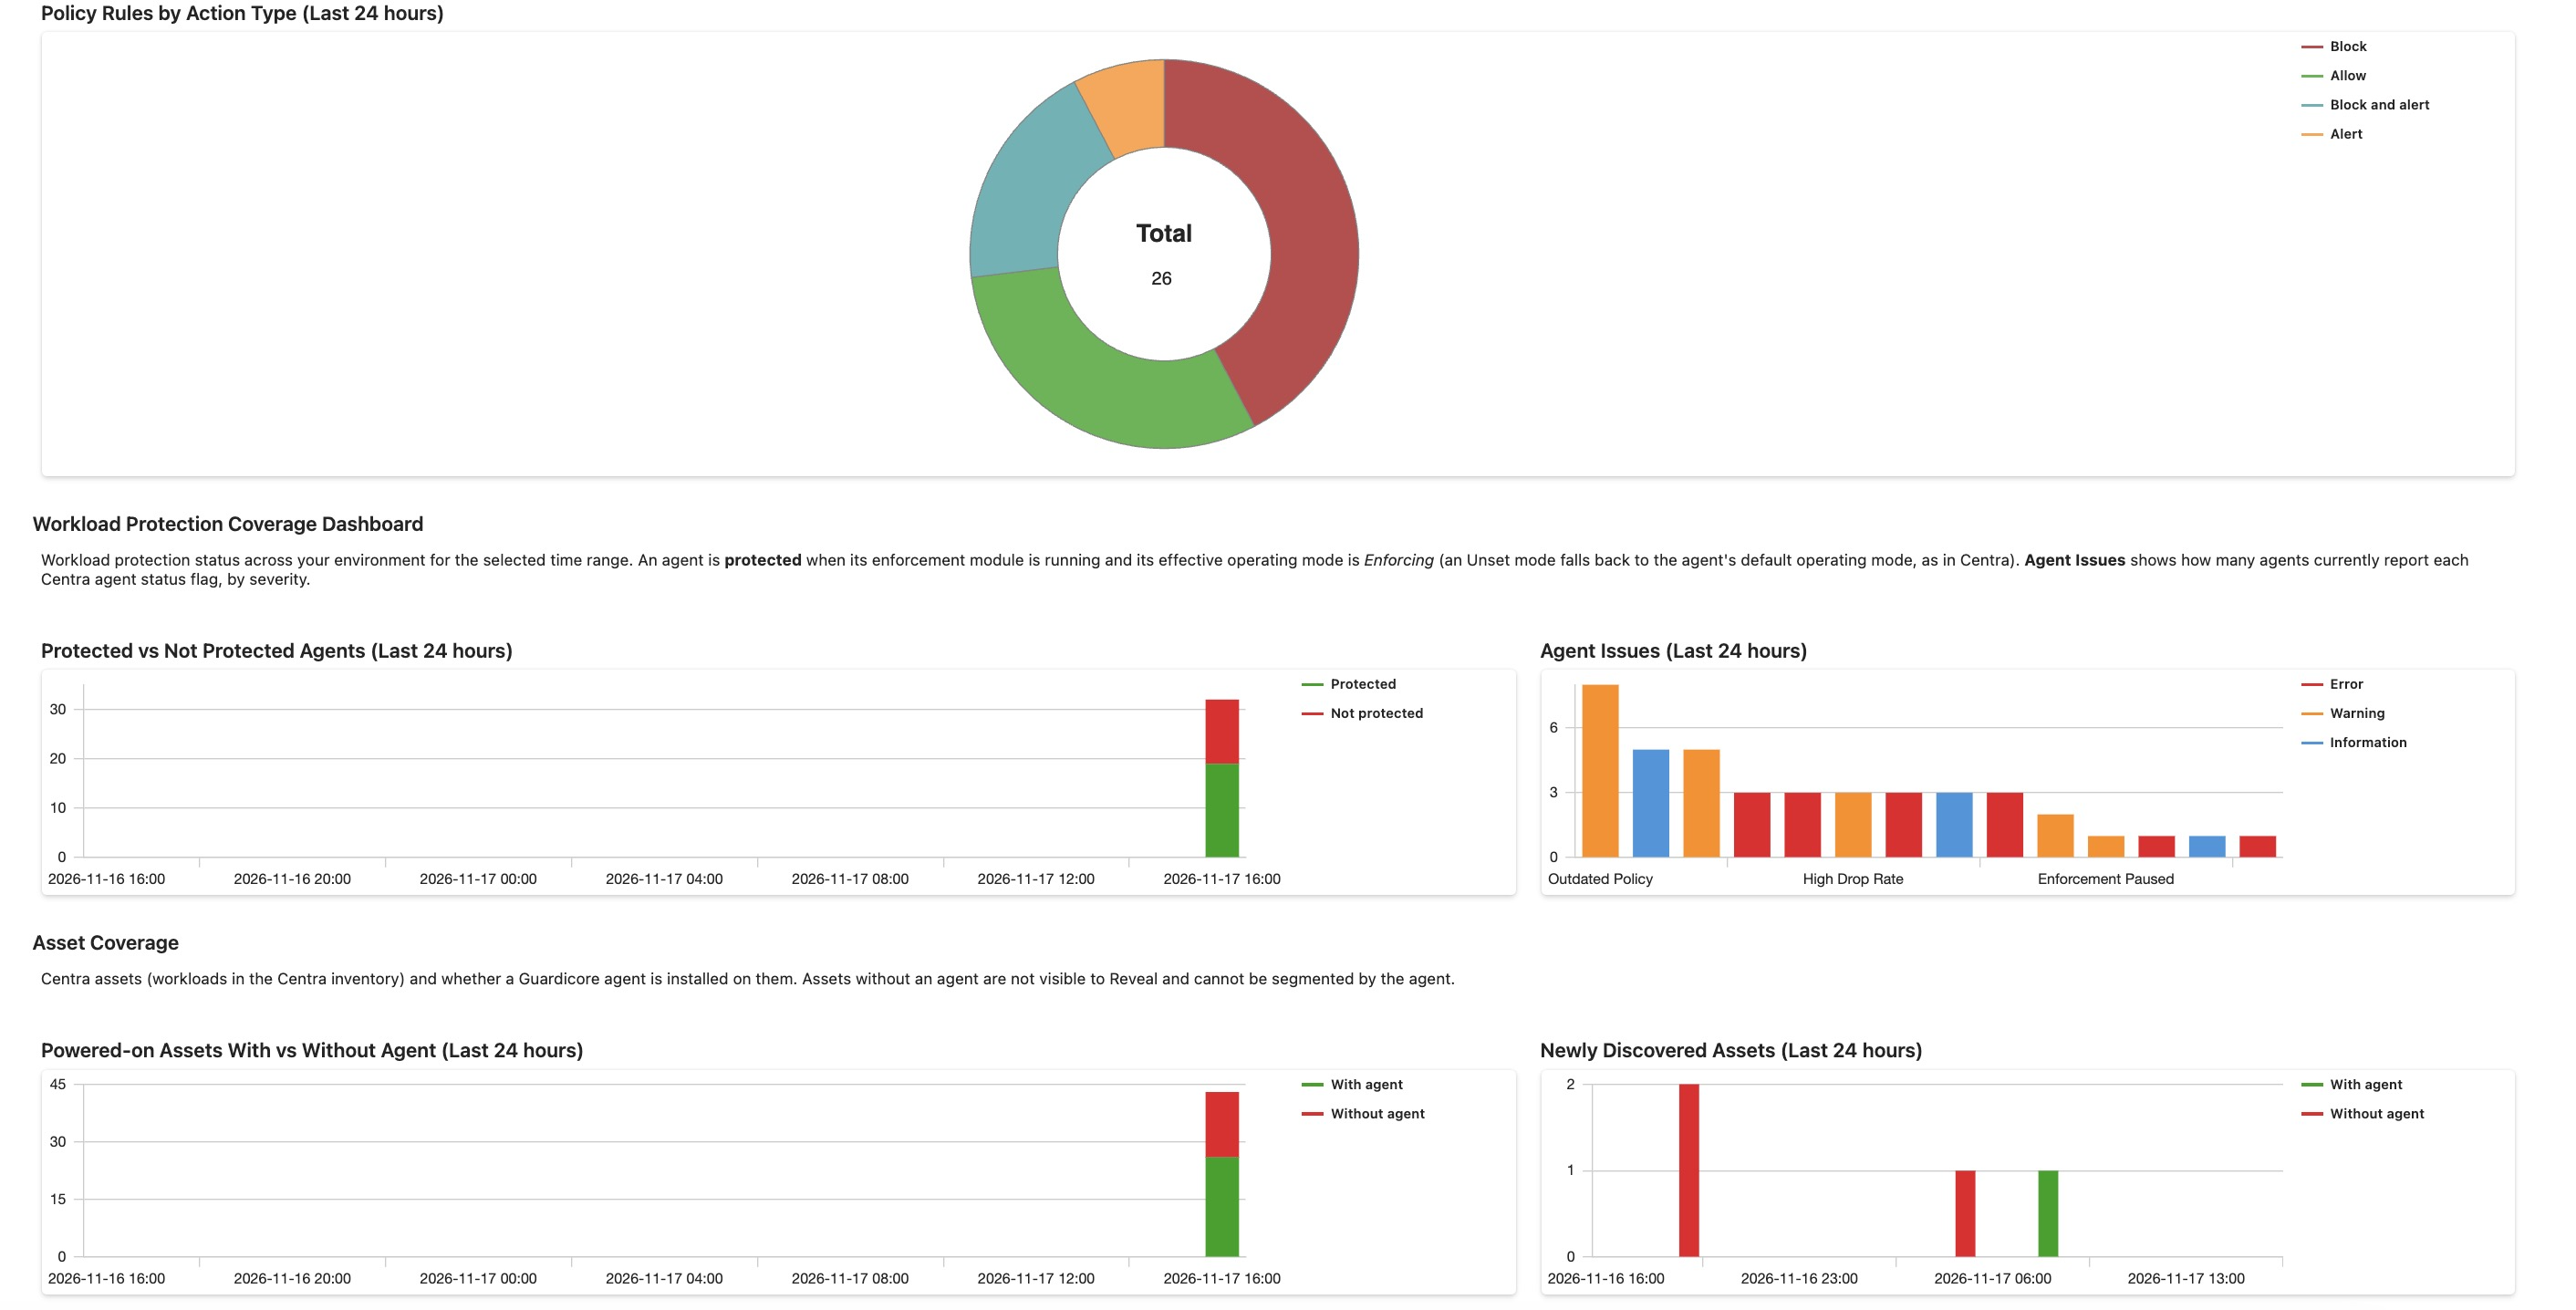 Policy Rules by Action Type (Last 24 hours)
Block
Allow
Block and alert
Alert
Total
26
Workload Protection Coverage Dashboard
Workload protection status across your environment for the selected time range. An agent is protected when its enforcement module is running and its effective operating mode is Enforcing (an Unset mode falls back to the agent's default operating mode, as in Centra). Agent Issues shows how many agents currently report each
Centra agent status flag, by severity.
Protected vs Not Protected Agents (Last 24 hours)
30
20
10
0
2026-11-16 16:00 2026-11-16 20:00 2026-11-17 00:00 2026-11-17 04:00 2026-11-17 08:00 2026-11-17 12:00 2026-11-17 16:00
Protected
Not protected
Agent Issues (Last 24 hours)
6
3
0
Outdated Policy High Drop Rate Enforcement Paused
Error
Warning
Information
Asset Coverage
Centra assets (workloads in the Centra inventory) and whether a Guardicore agent is installed on them. Assets without an agent are not visible to Reveal and cannot be segmented by the agent.
Powered-on Assets With vs Without Agent (Last 24 hours)
45
30
15
0
2026-11-16 16:00 2026-11-16 20:00 2026-11-17 00:00 2026-11-17 04:00 2026-11-17 08:00 2026-11-17 12:00 2026-11-17 16:00
With agent
Without agent
Newly Discovered Assets (Last 24 hours)
2
1
0
2026-11-16 16:00 2026-11-16 23:00 2026-11-17 06:00 2026-11-17 13:00
With agent
Without agent